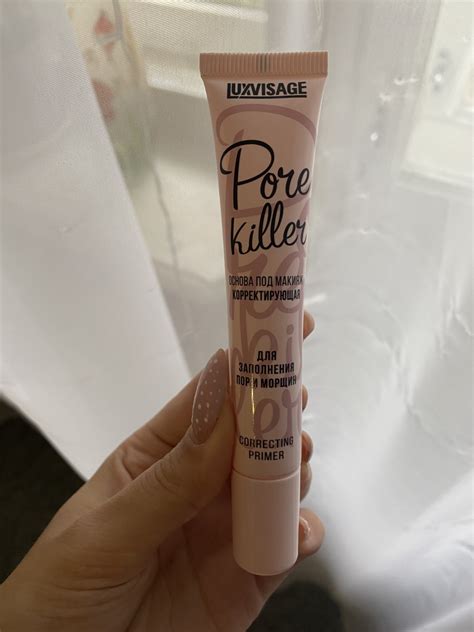 LUXVISAGE
Pore
killer
ОСНОВА ПОД МАКИЯЖ
КОРРЕКТИРУЮЩАЯ
ДЛЯ
ЗАПОЛНЕНИЯ
ПОР И МОРЩИН
CORRECTING
PRIMER